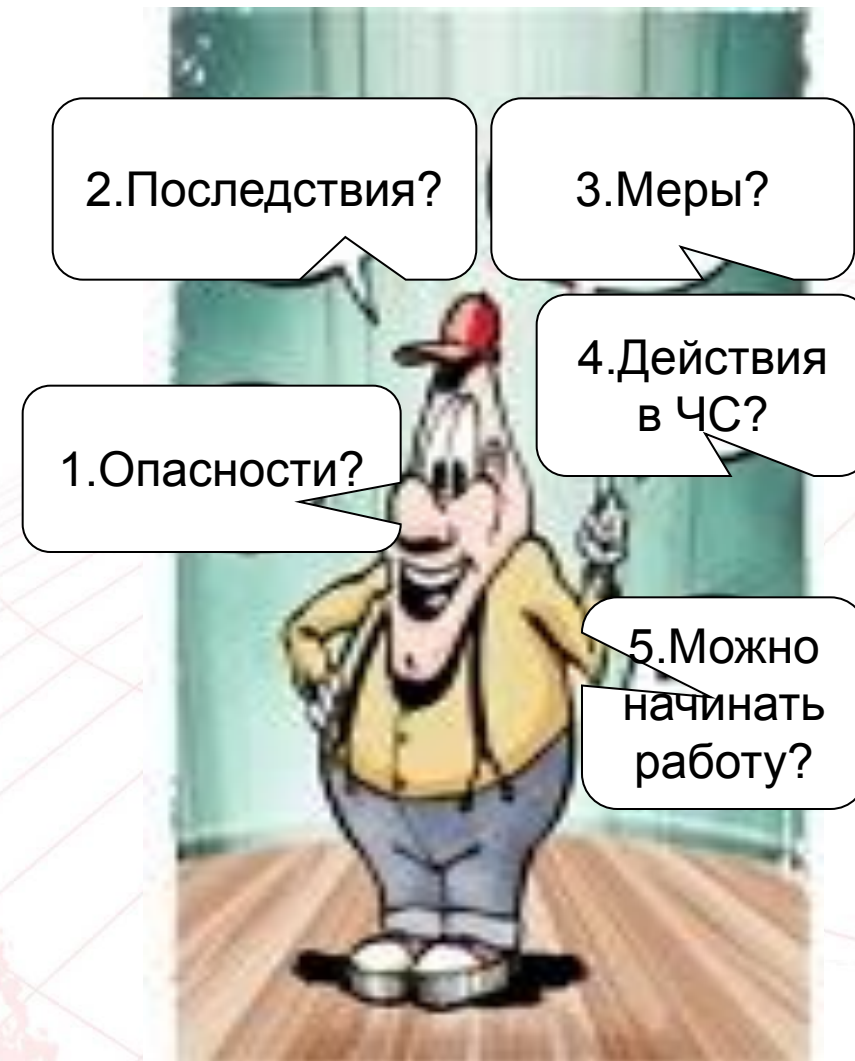 1.Опасности?
2.Последствия?
3.Меры?
4.Действия
в ЧС?
5.Можно
начинать
работу?